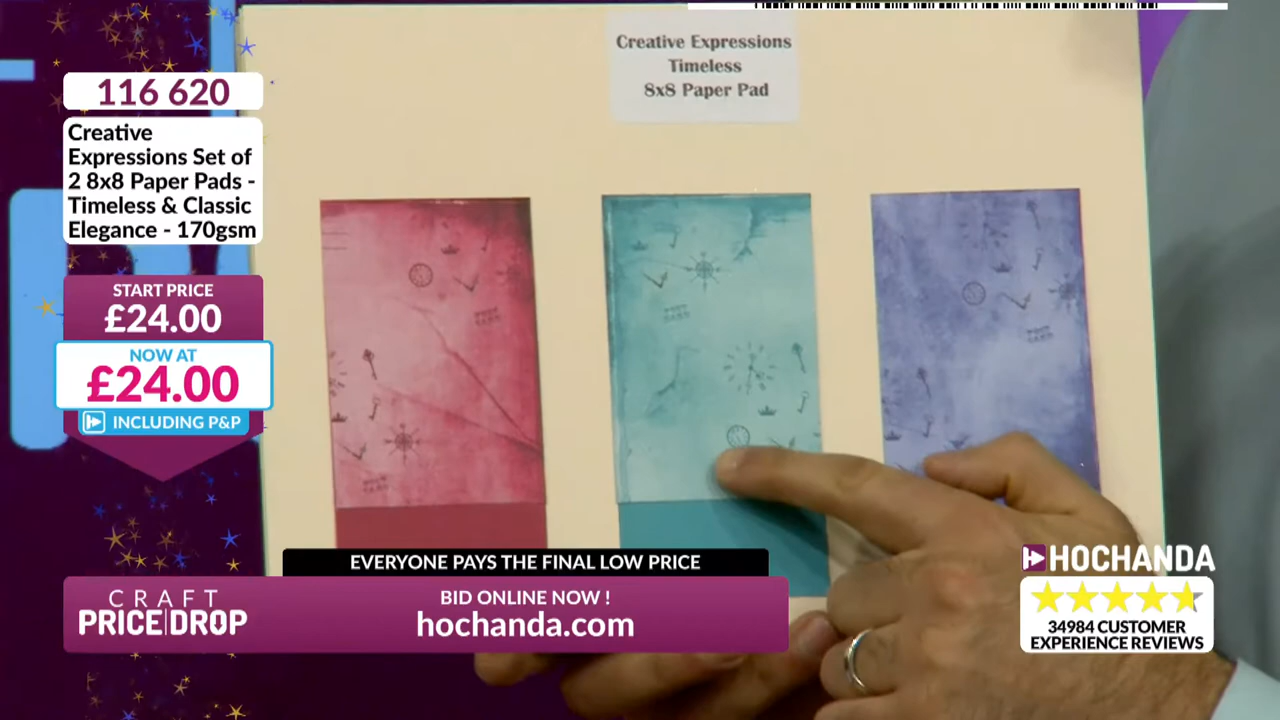 Creative Expressions
Timeless
8x8 Paper Pad
116 620
Creative
Expressions Set of
2 8x8 Paper Pads -
Timeless & Classic
Elegance - 170gsm
START PRICE
£24.00
NOW AT
£24.00
INCLUDING P&P
EVERYONE PAYS THE FINAL LOW PRICE
CRAFT
PRICE DROP
BID ONLINE NOW !
hochanda.com
HOCHANDA
34984 CUSTOMER
EXPERIENCE REVIEWS